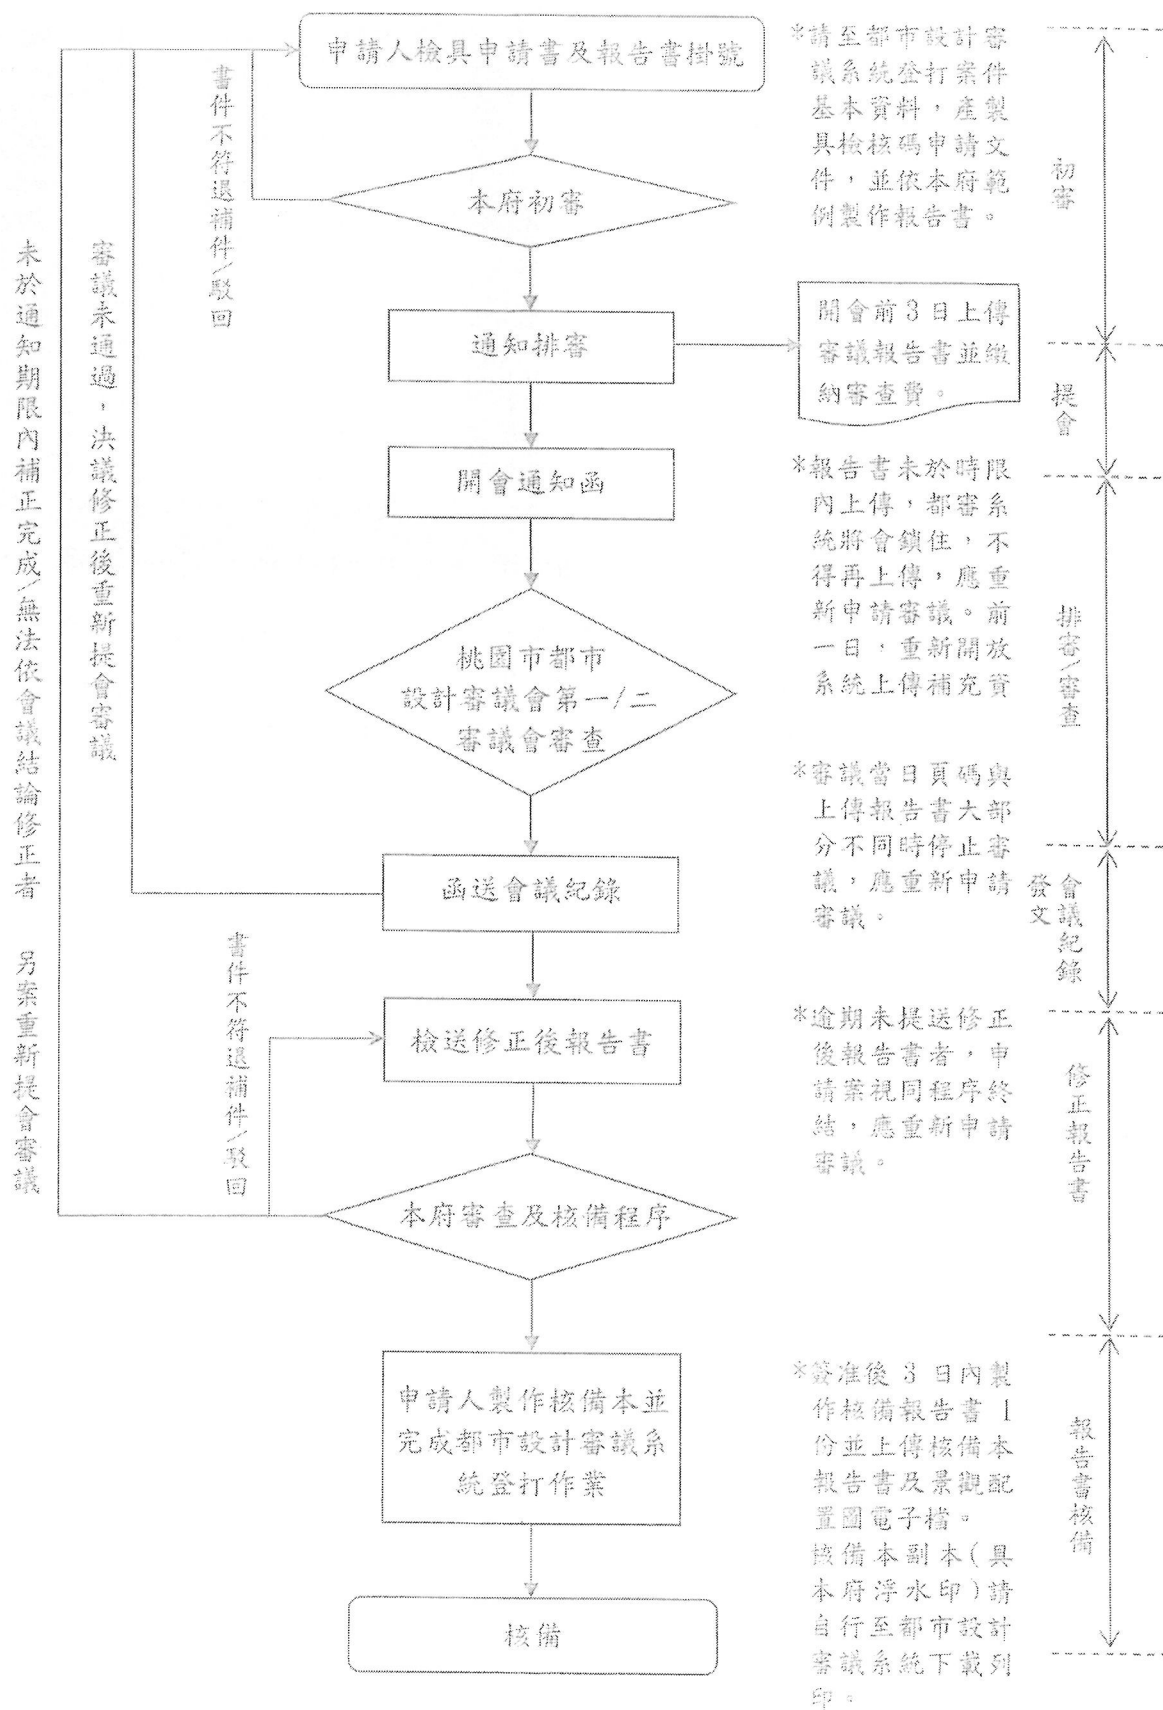 申請人檢具申請書及報告書掛號
本府初審
通知排審
開會前3日上傳
審議報告書並繳
納審查費。
開會通知函
桃園市都市
設計審議會第一/二
審議會審查
函送會議紀錄
檢送修正後報告書
本府審查及核備程序
申請人製作核備本並
完成都市設計審議系
統登打作業
核備
書件不符退補件/駁回
審議未通過，決議修正後重新提會審議
未於通知期限內補正完成/無法依會議結論修正者 另案重新提會審議
書件不符退補件/駁回
*請至都市設計審
議系統登打案件
基本資料，產製
具檢核碼申請文
件，並依本府範
例製作報告書。
*報告書未於時限
內上傳，都審系
統將會鎖住，不
得再上傳，應重
新申請審議。前
一日，重新開放
系統上傳補充資
*審議當日頁碼與
上傳報告書大部
分不同時停止審
議，應重新申請
審議。
*逾期未提送修正
後報告書者，申
請案視同程序終
結，應重新申請
審議。
*簽准後3日內製
作核備報告書1
份並上傳核備本
報告書及景觀配
置圖電子檔。
核備本副本(具
本府浮水印)請
自行至都市設計
審議系統下載列
印。
初審
提會
排審/審查
會議紀錄
發文
修正報告書
報告書核備